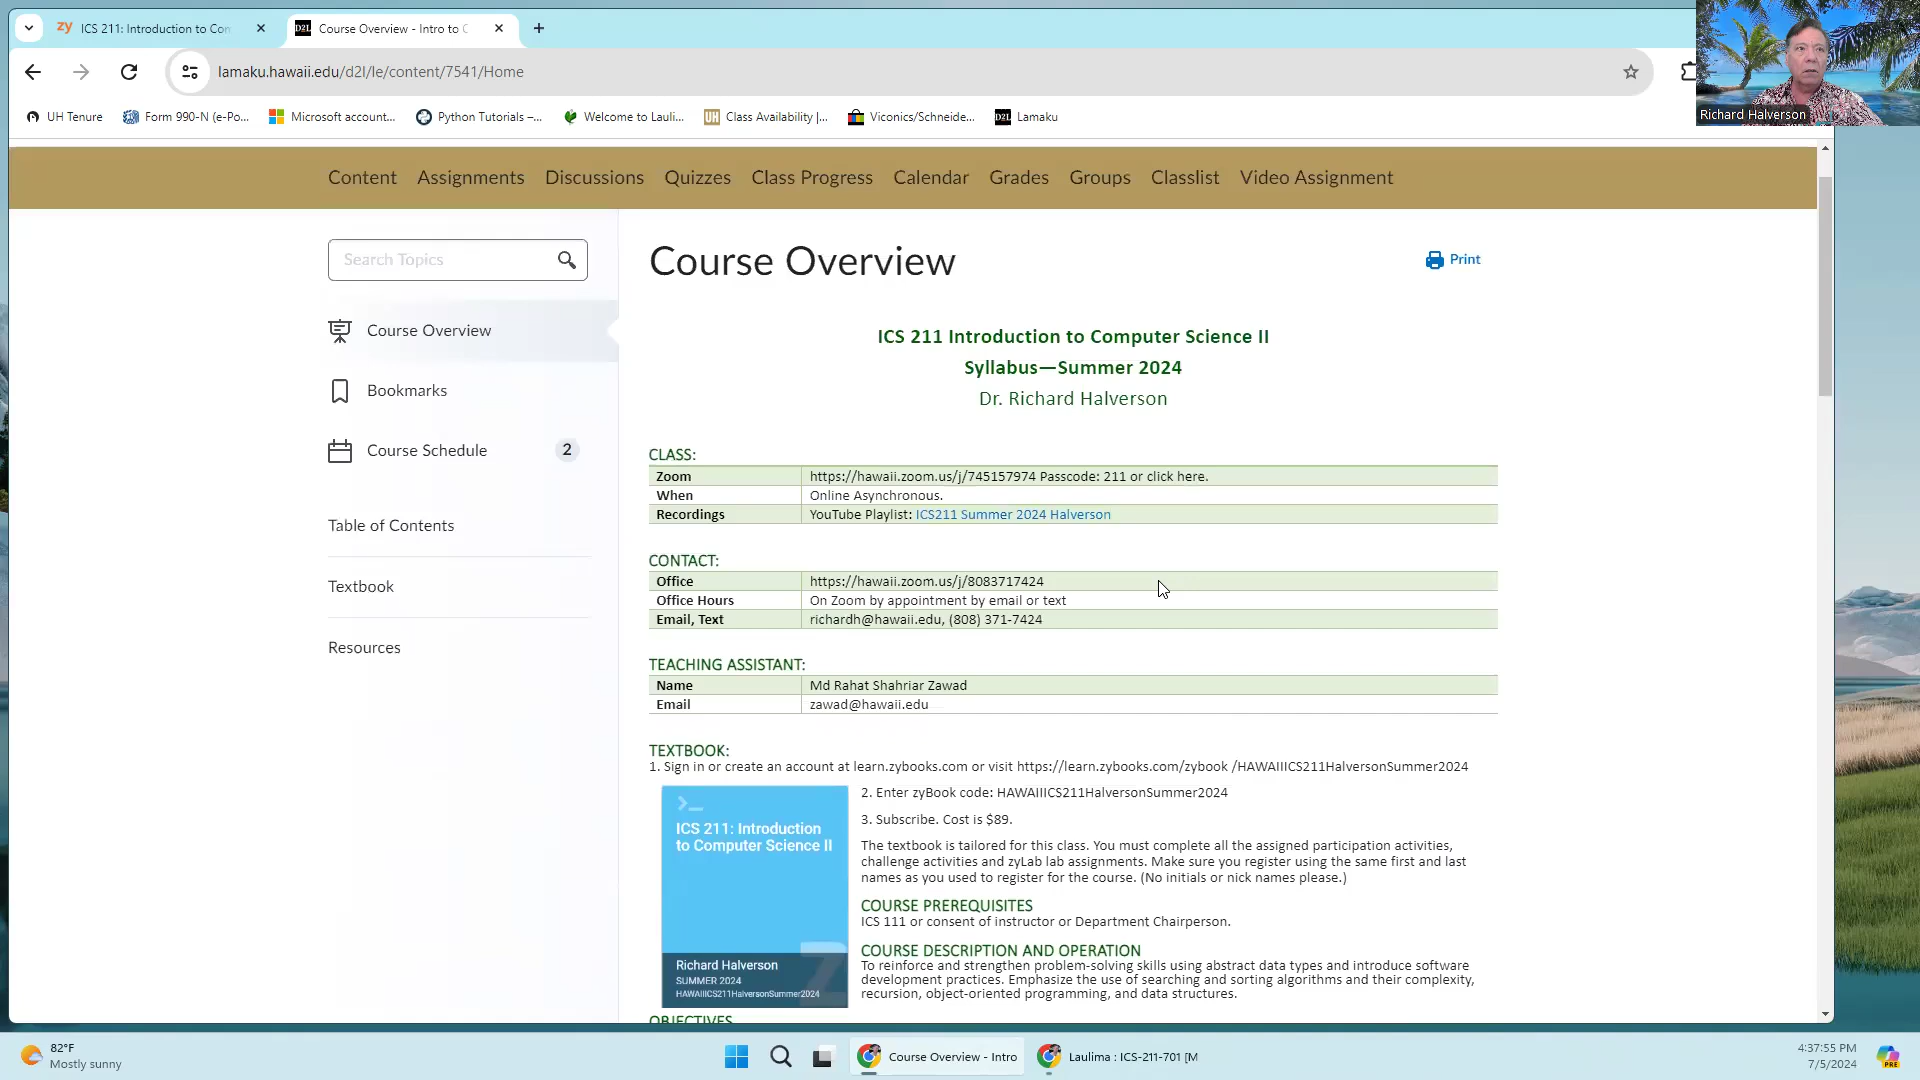 zy ICS 211: Introduction to Con
D2L Course Overview - Intro to C
lamaku.hawaii.edu/d2l/le/content/7541/Home
UH Tenure
Form 990-N (e-Po...
Microsoft account...
Python Tutorials –...
Welcome to Lauli...
UH Class Availability |...
Viconics/Schneide...
D2L Lamaku
Richard Halverson
Content Assignments Discussions Quizzes Class Progress Calendar Grades Groups Classlist Video Assignment
Search Topics
Course Overview
Bookmarks
Course Schedule 2
Table of Contents
Textbook
Resources
Course Overview
Print
ICS 211 Introduction to Computer Science II
Syllabus—Summer 2024
Dr. Richard Halverson
CLASS:
Zoom https://hawaii.zoom.us/j/745157974 Passcode: 211 or click here.
When Online Asynchronous.
Recordings YouTube Playlist: ICS211 Summer 2024 Halverson
CONTACT:
Office https://hawaii.zoom.us/j/8083717424
Office Hours On Zoom by appointment by email or text
Email, Text richardh@hawaii.edu, (808) 371-7424
TEACHING ASSISTANT:
Name Md Rahat Shahriar Zawad
Email zawad@hawaii.edu
TEXTBOOK:
1. Sign in or create an account at learn.zybooks.com or visit https://learn.zybooks.com/zybook /HAWAIIICS211HalversonSummer2024
ICS 211: Introduction
to Computer Science II
Richard Halverson
SUMMER 2024
HAWAIIICS211HalversonSummer2024
2. Enter zyBook code: HAWAIIICS211HalversonSummer2024
3. Subscribe. Cost is $89.
The textbook is tailored for this class. You must complete all the assigned participation activities,
challenge activities and zyLab lab assignments. Make sure you register using the same first and last
names as you used to register for the course. (No initials or nick names please.)
COURSE PREREQUISITES
ICS 111 or consent of instructor or Department Chairperson.
COURSE DESCRIPTION AND OPERATION
To reinforce and strengthen problem-solving skills using abstract data types and introduce software
development practices. Emphasize the use of searching and sorting algorithms and their complexity,
recursion, object-oriented programming, and data structures.
OBJECTIVES
82°F
Mostly sunny
Course Overview - Intro
Laulima : ICS-211-701 [M
4:37:55 PM
7/5/2024
PRE